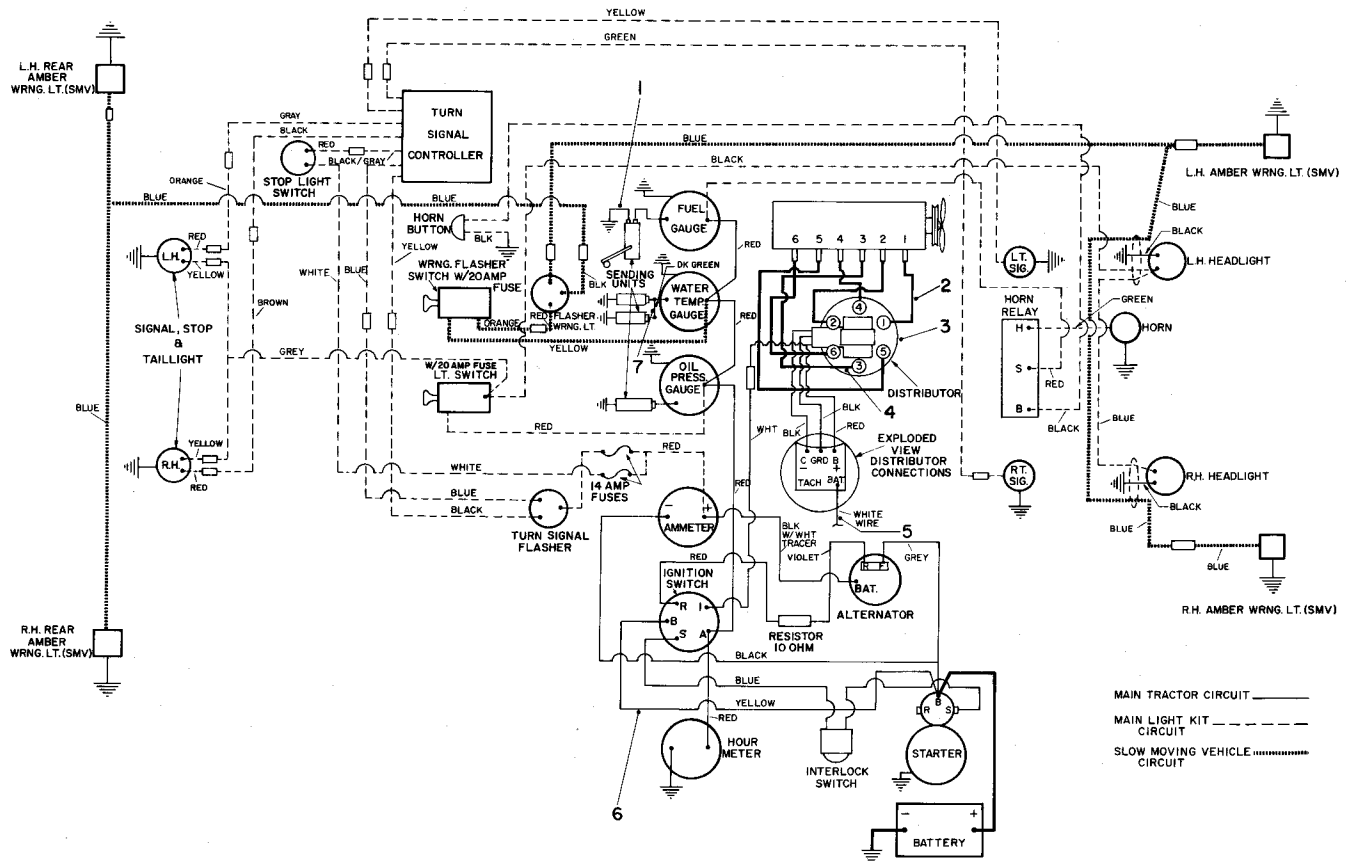 YELLOW
GREEN
L.H. REAR
AMBER
WRNG. LT.(SMV)
GRAY
BLACK
RED
BLACK/GRAY
TURN
SIGNAL
CONTROLLER
1
STOP LIGHT
SWITCH
ORANGE
BLUE
BLACK
BLUE
L.H. AMBER WRNG. LT. (SMV)
BLUE
BLUE
HORN
BUTTON
BLK
FUEL
GAUGE
RED
6 5 4 3 2 1
BLACK
L.H. HEADLIGHT
L.H.
RED
YELLOW
WHITE
BLUE
YELLOW
WRNG. FLASHER
SWITCH W/20AMP
FUSE
BLK
SENDING
UNITS
DK GREEN
WATER
TEMP
GAUGE
2
LT.
SIG.
HORN
RELAY
GREEN
H
HORN
S
RED
B
BLACK
BROWN
SIGNAL, STOP
&
TAILLIGHT
ORANGE
RED
FLASHER
WRNG. LT.
YELLOW
RED
4
2
1
6
5
3
3
GREY
W/20 AMP FUSE
LT. SWITCH
7
OIL
PRESS
GAUGE
DISTRIBUTOR
4
BLUE
YELLOW
R.H.
RED
RED
WHT
BLK
BLK
RED
EXPLODED
VIEW
DISTRIBUTOR
CONNECTIONS
BLUE
WHITE
14 AMP
FUSES
RED
RED
C GRD B
- +
TACH BAT.
RT.
SIG.
R.H. HEADLIGHT
BLACK
BLUE
BLACK
TURN SIGNAL
FLASHER
- +
AMMETER
BLK
W/WHT
TRACER
WHITE
WIRE
5
BLUE
BLUE
RED
VIOLET
GREY
IGNITION
SWITCH
R I
B
S A
R F
BAT.
ALTERNATOR
R.H. AMBER WRNG. LT. (SMV)
R.H. REAR
AMBER
WRNG. LT.(SMV)
RESISTOR
10 OHM
BLACK
BLUE
YELLOW
RED
6
HOUR
METER
INTERLOCK
SWITCH
R B S
STARTER
- +
BATTERY
MAIN TRACTOR CIRCUIT
MAIN LIGHT KIT
CIRCUIT
SLOW MOVING VEHICLE
CIRCUIT